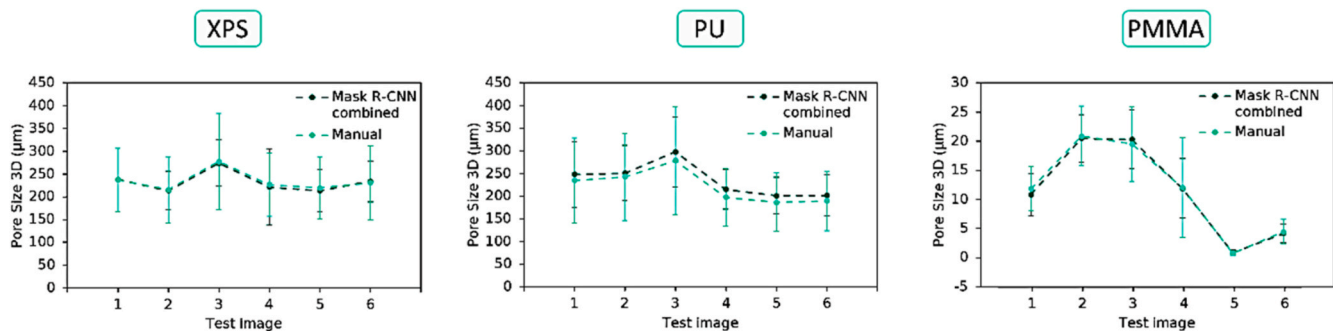 XPS
450
400
350
300
250
200
150
100
50
0
Pore Size 3D (µm)
Mask R-CNN
combined
Manual
1 2 3 4 5 6
Test Image
PU
450
400
350
300
250
200
150
100
50
0
Pore Size 3D (µm)
Mask R-CNN
combined
Manual
1 2 3 4 5 6
Test image
PMMA
30
25
20
15
10
5
0
-5
Pore Size 3D (µm)
Mask R-CNN
combined
Manual
1 2 3 4 5 6
Test Image